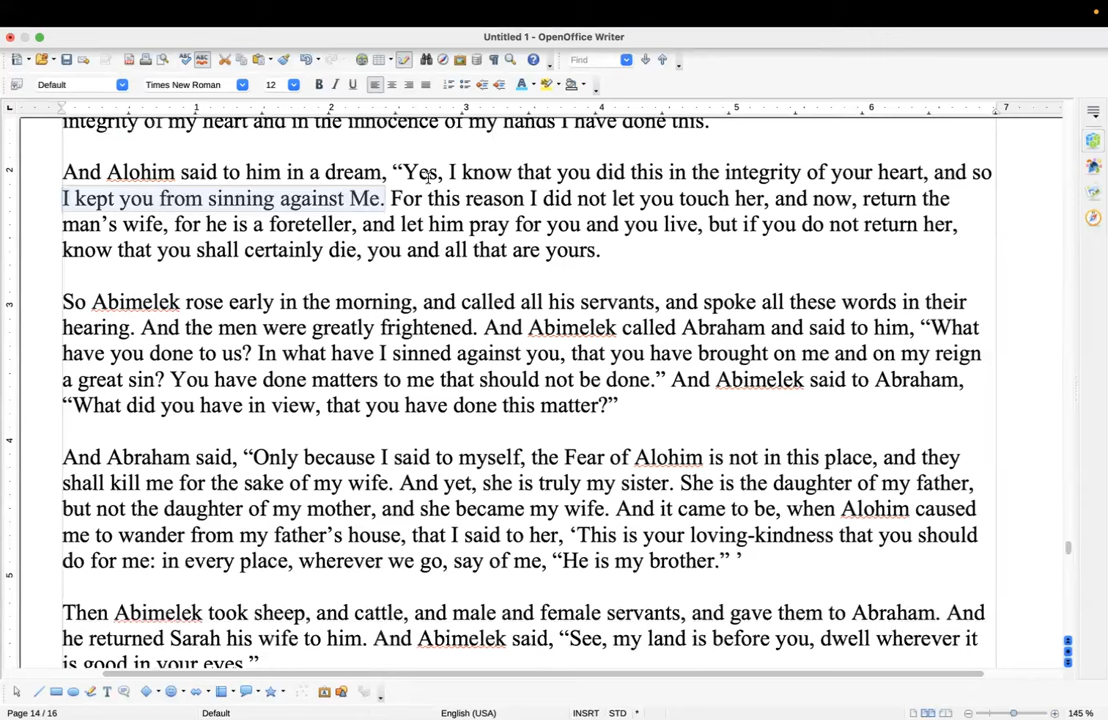 Untitled 1 - OpenOffice Writer
Find
Default
Times New Roman
12
1 2 3 4 5 6 7
integrity of my heart and in the innocence of my hands I have done this.
And Alohim said to him in a dream, “Yes, I know that you did this in the integrity of your heart, and so
I kept you from sinning against Me. For this reason I did not let you touch her, and now, return the
man’s wife, for he is a foreteller, and let him pray for you and you live, but if you do not return her,
know that you shall certainly die, you and all that are yours.
So Abimelek rose early in the morning, and called all his servants, and spoke all these words in their
hearing. And the men were greatly frightened. And Abimelek called Abraham and said to him, “What
have you done to us? In what have I sinned against you, that you have brought on me and on my reign
a great sin? You have done matters to me that should not be done.” And Abimelek said to Abraham,
“What did you have in view, that you have done this matter?”
And Abraham said, “Only because I said to myself, the Fear of Alohim is not in this place, and they
shall kill me for the sake of my wife. And yet, she is truly my sister. She is the daughter of my father,
but not the daughter of my mother, and she became my wife. And it came to be, when Alohim caused
me to wander from my father’s house, that I said to her, ‘This is your loving-kindness that you should
do for me: in every place, wherever we go, say of me, “He is my brother.” ’
Then Abimelek took sheep, and cattle, and male and female servants, and gave them to Abraham. And
he returned Sarah his wife to him. And Abimelek said, “See, my land is before you, dwell wherever it
is good in your eyes.”
Page 14 / 16
Default
English (USA)
INSRT
STD
*
145 %